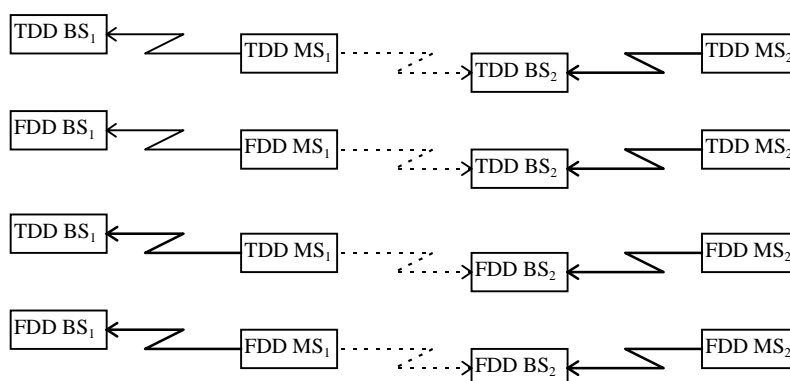 TDD BS₁ TDD MS₁ TDD BS₂ TDD MS₂
FDD BS₁ FDD MS₁ TDD BS₂ TDD MS₂
TDD BS₁ TDD MS₁ FDD BS₂ FDD MS₂
FDD BS₁ FDD MS₁ FDD BS₂ FDD MS₂